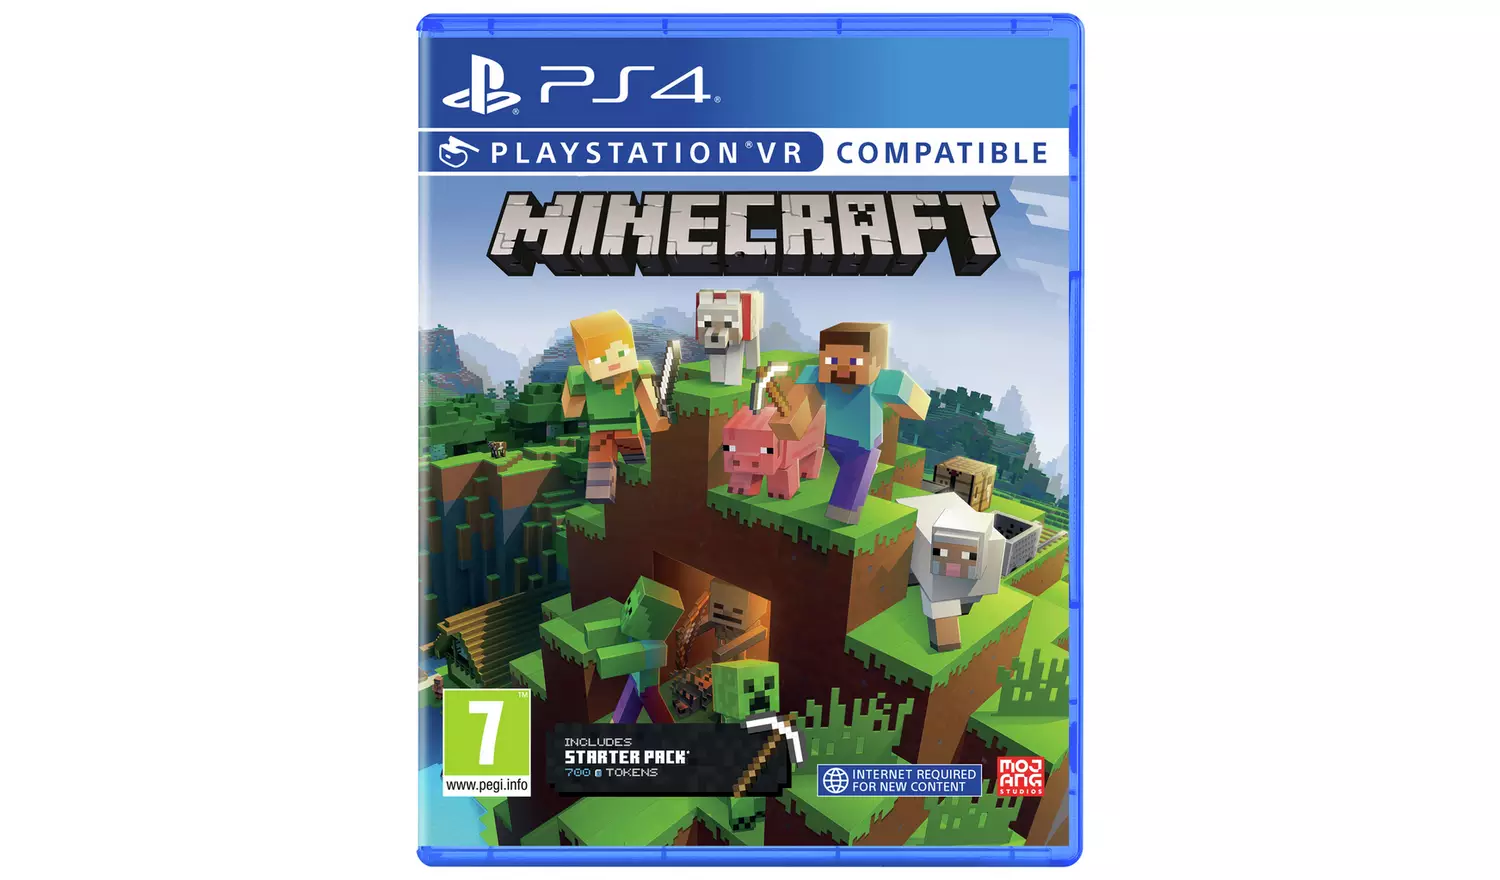 PS4
PLAYSTATION®VR COMPATIBLE
MINECRAFT
7
™
www.pegi.info
INCLUDES
STARTER PACK*
700 TOKENS
INTERNET REQUIRED
FOR NEW CONTENT
MOJ
ANG
STUDIOS